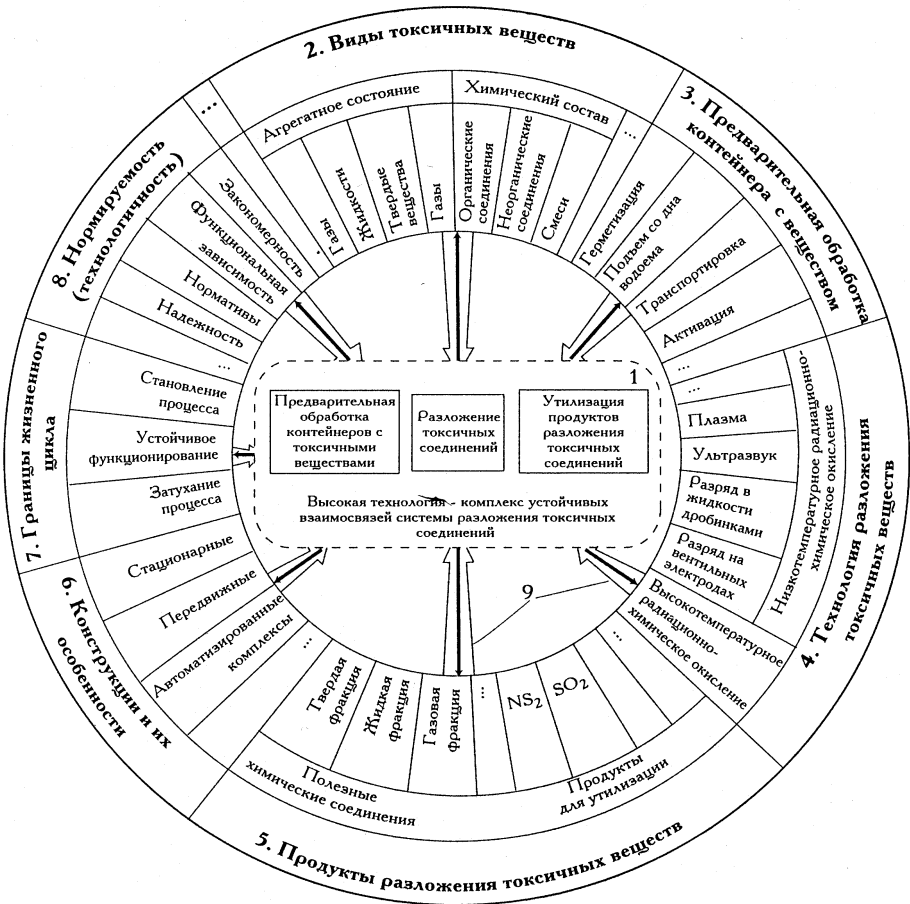 2. Виды токсичных веществ
Агрегатное состояние
Химический состав
...
Газы
Жидкости
Твердые
вещества
Газы
Органические
соединения
Неорганические
соединения
Смеси
...
3. Предварительная обработка
контейнера с веществом
Герметизация
Подъем со дна
водоема
Транспортировка
Активация
...
4. Технология разложения
токсичных веществ
Низкотемпературное радиационно-
химическое окисление
...
Плазма
Ультразвук
Разряд в
жидкости
дробинками
Разряд на
вентильных
электродах
Высокотемпературное
радиационно-
химическое окисление
...
5. Продукты разложения токсичных веществ
Полезные
химические соединения
Продукты
для утилизации
Твердая
фракция
Жидкая
фракция
Газовая
фракция
...
NS2
SO2
6. Конструкции и их
особенности
Стационарные
Передвижные
Автоматизированные
комплексы
...
7. Границы жизненного
цикла
Становление
процесса
Устойчивое
функционирование
Затухание
процесса
8. Нормируемость
(технологичность)
...
Закономерность
Функциональная
зависимость
Нормативы
Надежность
...
1
Предварительная
обработка
контейнеров с
токсичными
веществами
Разложение
токсичных
соединений
Утилизация
продуктов
разложения
токсичных
соединений
Высокая технология - комплекс устойчивых
взаимосвязей системы разложения токсичных
соединений
9